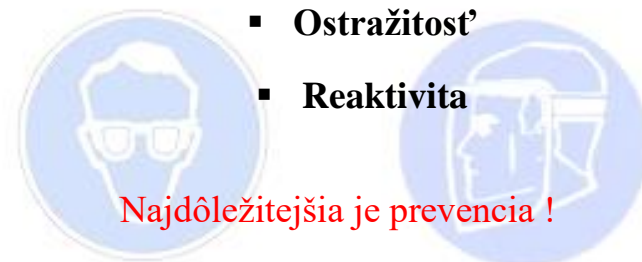 ▪ Ostražitosť
▪ Reaktivita
Najdôležitejšia je prevencia !